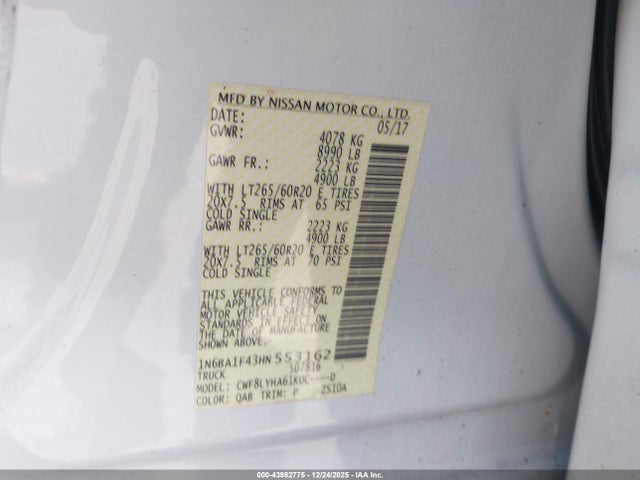 MFD BY NISSAN MOTOR CO., LTD.
DATE: 05/17
GVWR: 4078 KG
8990 LB
GAWR FR.: 2223 KG
4900 LB
WITH LT265/60R20 E TIRES
20X7.5 RIMS AT 65 PSI
COLD SINGLE
GAWR RR.: 2223 KG
4900 LB
WITH LT265/60R20 E TIRES
20X7.5 RIMS AT 70 PSI
COLD SINGLE
THIS VEHICLE CONFORMS TO
ALL APPLICABLE FEDERAL
MOTOR VEHICLE SAFETY
STANDARDS IN EFFECT ON
THE DATE OF MANUFACTURE
SHOWN ABOVE.
1N6BA1F43HN553162
TRUCK 507816
MODEL: CWF8LYHA61KUC----D
COLOR: QAB TRIM: P ZS1DA
000-43982775 - 12/24/2025 - IAA Inc.